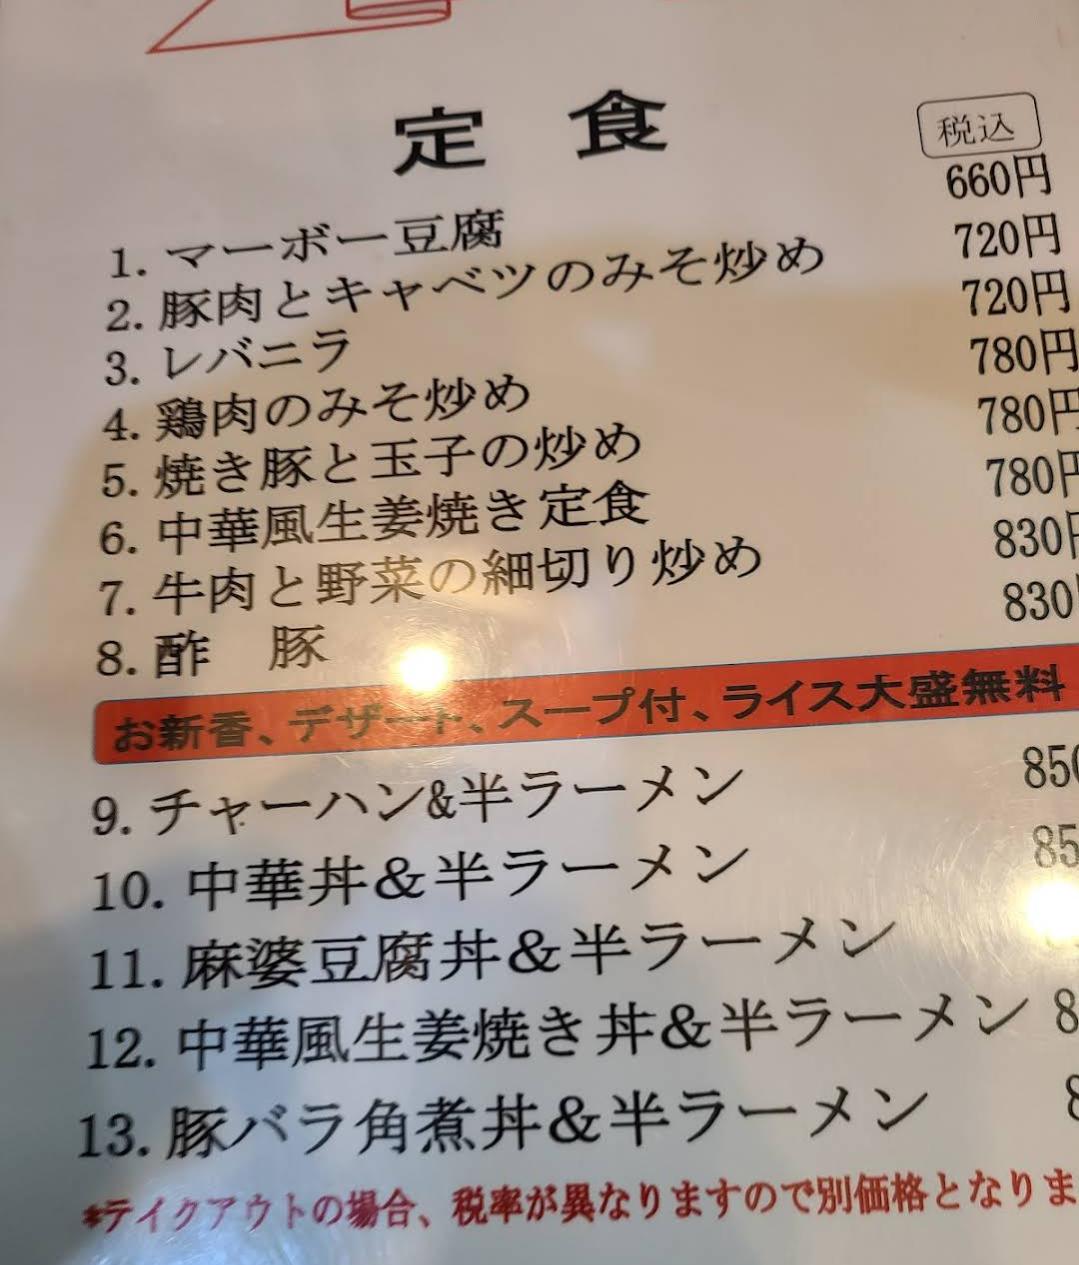 定 食
税込
1. マーボー豆腐 660円
2. 豚肉とキャベツのみそ炒め 720円
3. レバニラ 720円
4. 鶏肉のみそ炒め 780円
5. 焼き豚と玉子の炒め 780円
6. 中華風生姜焼き定食 780円
7. 牛肉と野菜の細切り炒め 830円
8. 酢 豚 830円
お新香、デザート、スープ付、ライス大盛無料
9. チャーハン&半ラーメン 850
10. 中華丼&半ラーメン 85
11. 麻婆豆腐丼&半ラーメン
12. 中華風生姜焼き丼&半ラーメン 8
13. 豚バラ角煮丼&半ラーメン 8
*テイクアウトの場合、税率が異なりますので別価格となりま